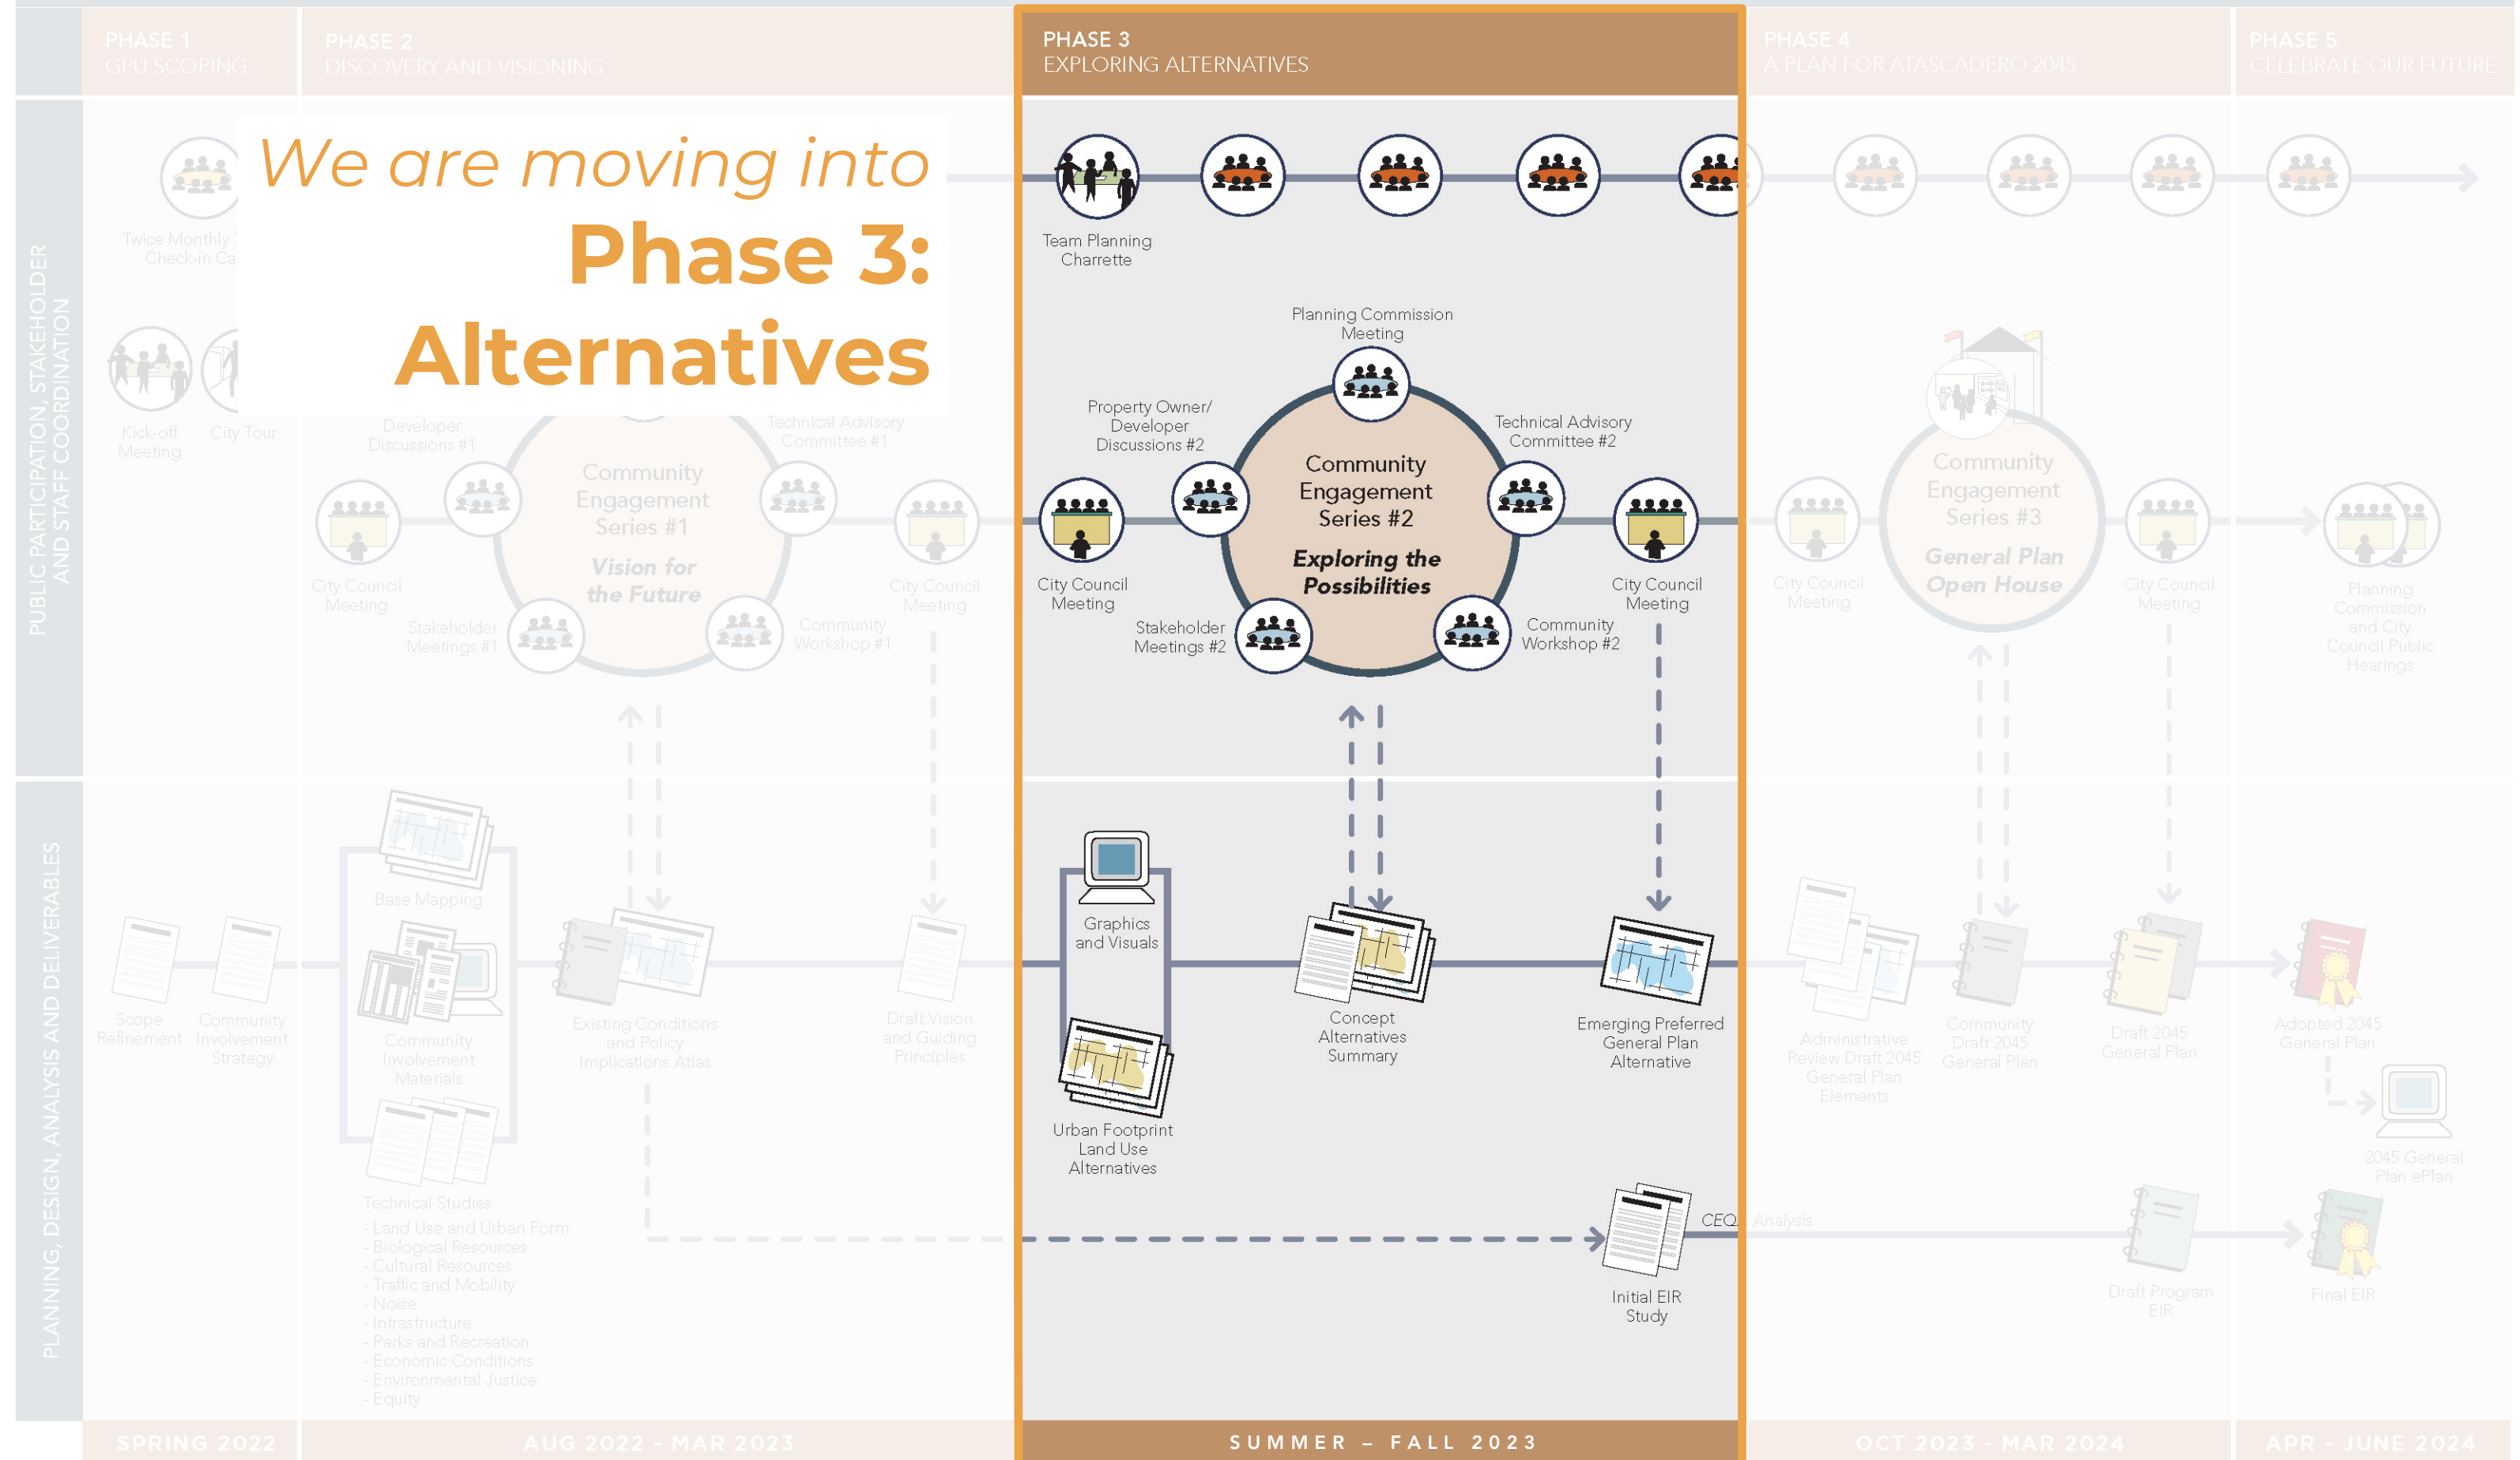 PHASE 1
GPU SCOPING
PHASE 2
DISCOVERY AND VISIONING
PHASE 3
EXPLORING ALTERNATIVES
PHASE 4
A PLAN FOR ATASCADERO 2045
PHASE 5
CELEBRATE OUR FUTURE
PUBLIC PARTICIPATION, STAKEHOLDER
AND STAFF COORDINATION
We are moving into
Phase 3:
Alternatives
Twice Monthly
Check-in
Kick-off
Meeting
City Tour
Developer
Discussions #1
Technical Advisory
Committee #1
Community
Engagement
Series #1
Vision for
the Future
City Council
Meeting
Stakeholder
Meetings #1
Community
Workshop #1
City Council
Meeting
Team Planning
Charrette
Planning Commission
Meeting
Property Owner/
Developer
Discussions #2
Technical Advisory
Committee #2
Community
Engagement
Series #2
Exploring the
Possibilities
City Council
Meeting
Stakeholder
Meetings #2
Community
Workshop #2
City Council
Meeting
City Council
Meeting
Community
Engagement
Series #3
General Plan
Open House
City Council
Meeting
Planning
Commission
and City
Council Public
Hearings
PLANNING, DESIGN, ANALYSIS AND DELIVERABLES
Scope
Refinement
Community
Involvement
Strategy
Base Mapping
Community
Involvement
Materials
Technical Studies
- Land Use and Urban Form
- Biological Resources
- Cultural Resources
- Traffic and Mobility
- Noise
- Infrastructure
- Parks and Recreation
- Economic Conditions
- Environmental Justice
- Equity
Existing Conditions
and Policy
Implications Atlas
Draft Vision
and Guiding
Principles
Graphics
and Visuals
Urban Footprint
Land Use
Alternatives
Concept
Alternatives
Summary
Emerging Preferred
General Plan
Alternative
Initial EIR
Study
CEQA Analysis
Administrative
Review Draft 2045
General Plan
Elements
Community
Draft 2045
General Plan
Draft 2045
General Plan
Adopted 2045
General Plan
2045 General
Plan ePlan
Draft Program
EIR
Final EIR
SPRING 2022
AUG 2022 - MAR 2023
SUMMER – FALL 2023
OCT 2023 - MAR 2024
APR - JUNE 2024